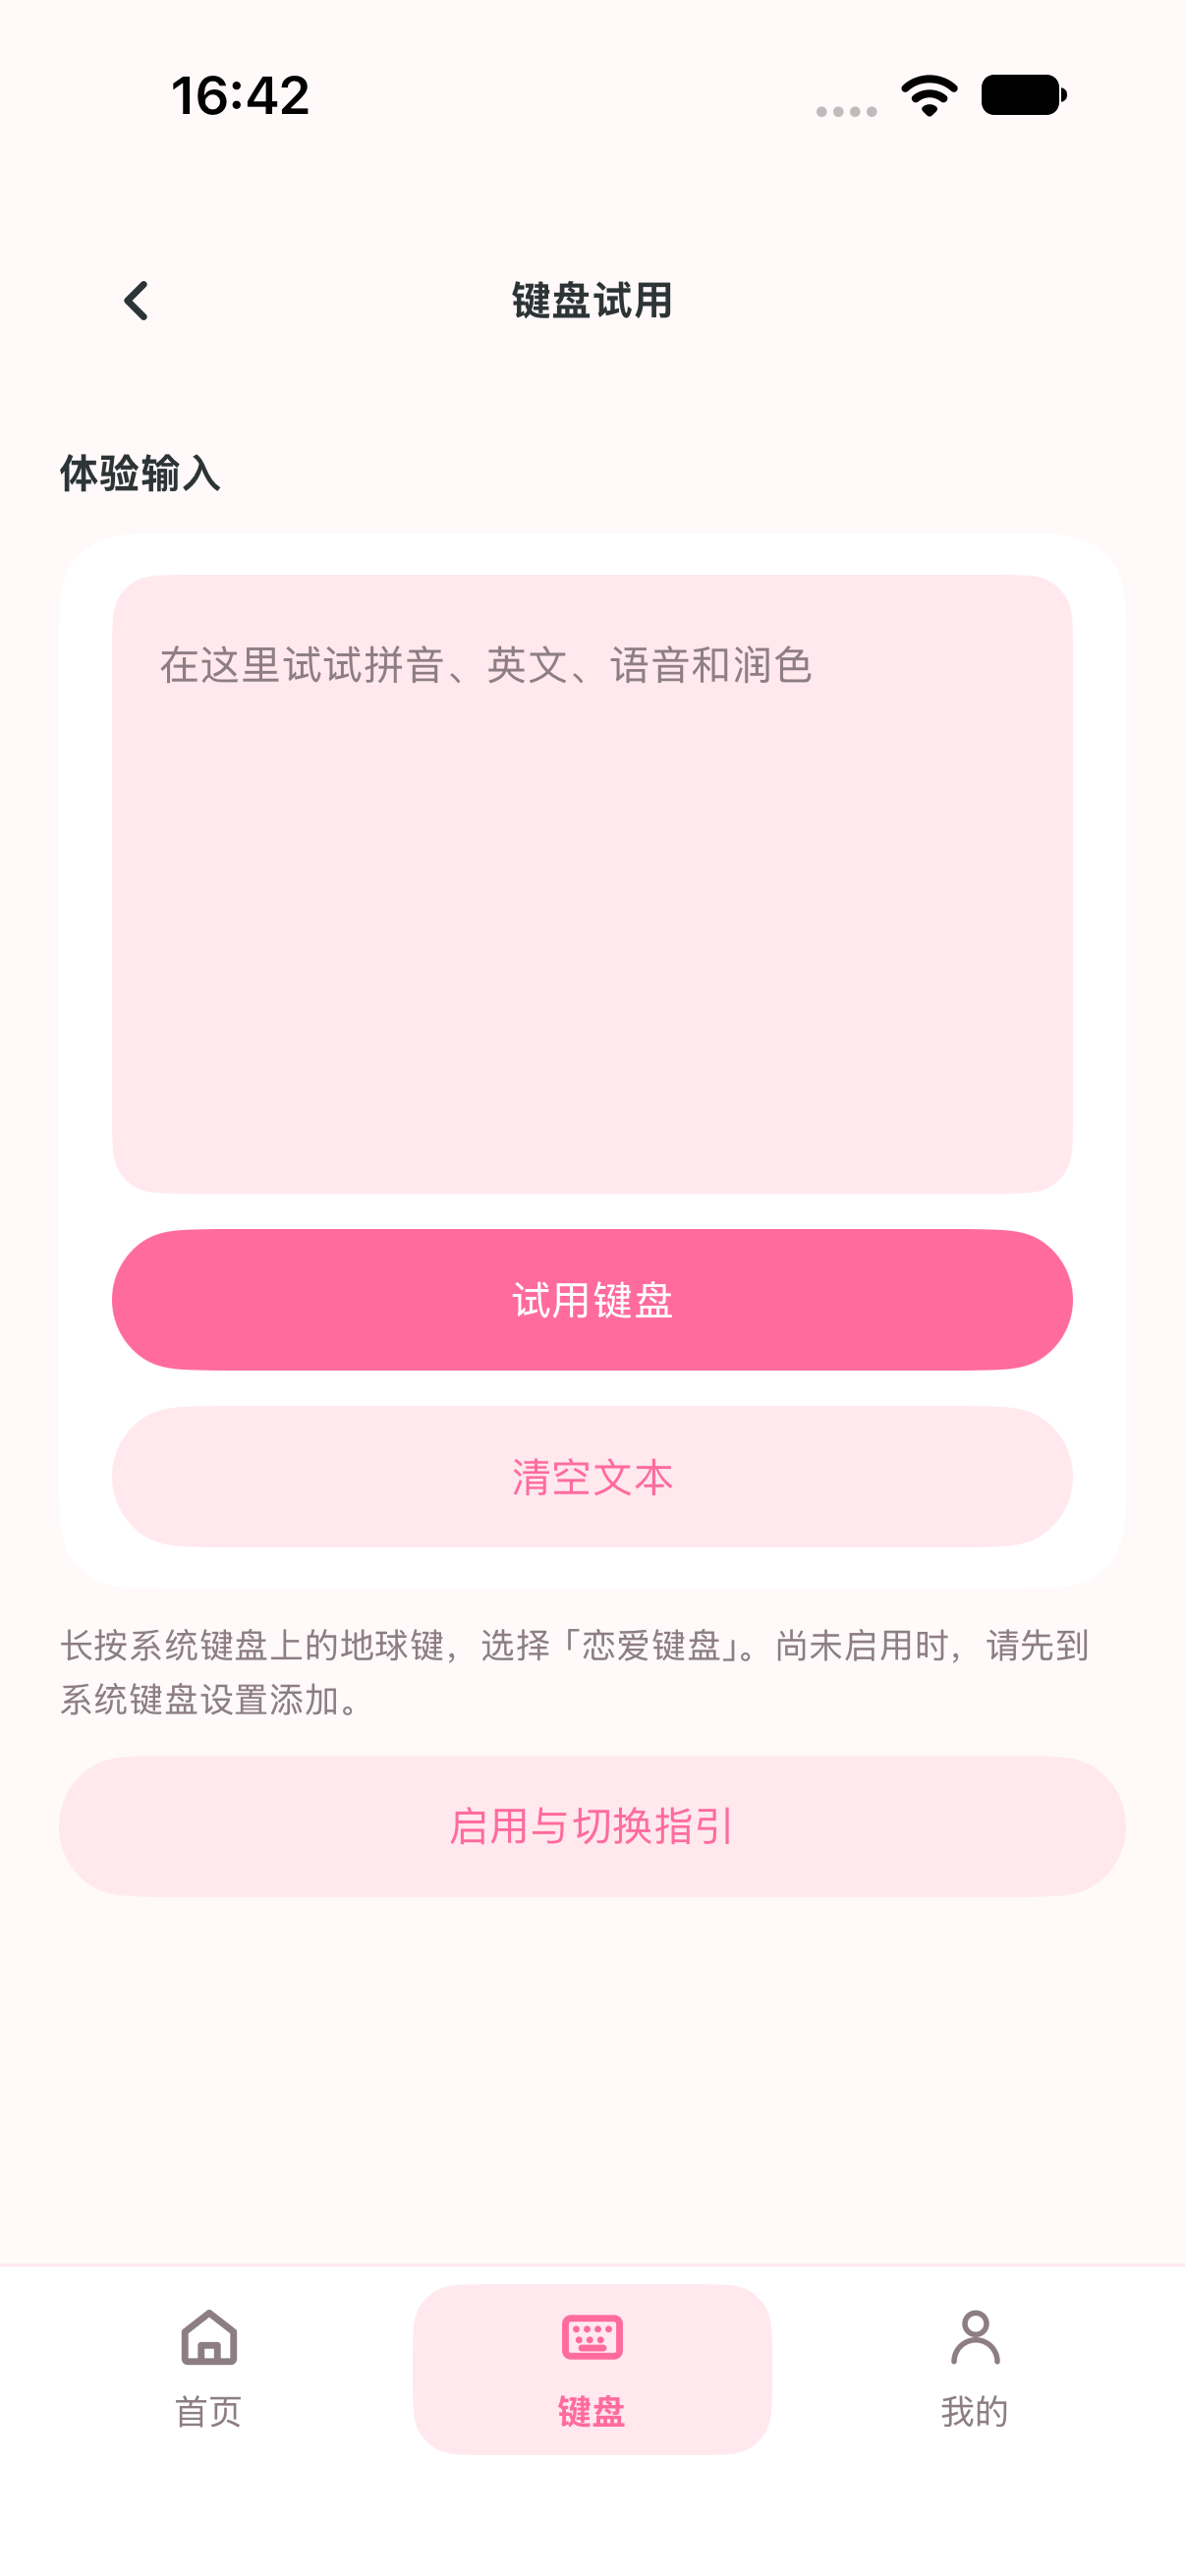 16:42
键盘试用
体验输入
在这里试试拼音、英文、语音和润色
试用键盘
清空文本
长按系统键盘上的地球键，选择「恋爱键盘」。尚未启用时，请先到
系统键盘设置添加。
启用与切换指引
首页
键盘
我的